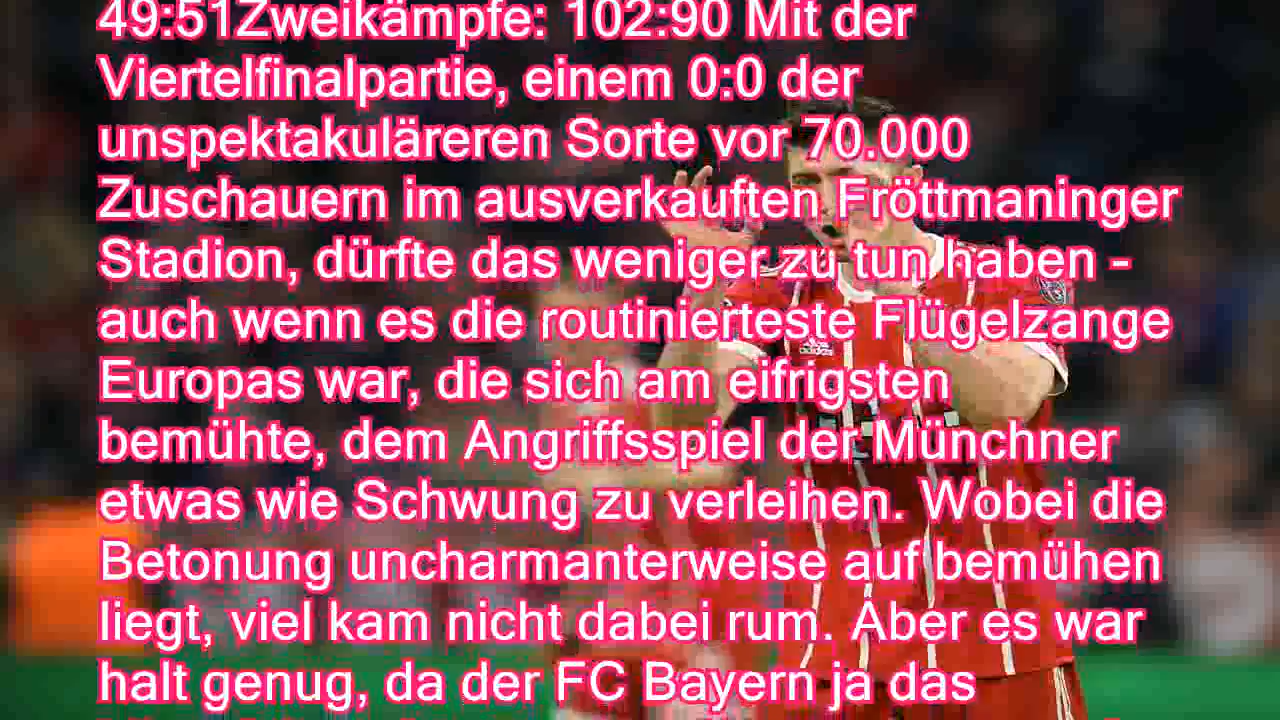 49:51Zweikämpfe: 102:90 Mit der
Viertelfinalpartie, einem 0:0 der
unspektakuläreren Sorte vor 70.000
Zuschauern im ausverkauften Fröttmaninger
Stadion, dürfte das weniger zu tun haben -
auch wenn es die routinierteste Flügelzange
Europas war, die sich am eifrigsten
bemühte, dem Angriffsspiel der Münchner
etwas wie Schwung zu verleihen. Wobei die
Betonung uncharmanterweise auf bemühen
liegt, viel kam nicht dabei rum. Aber es war
halt genug, da der FC Bayern ja das
adidas